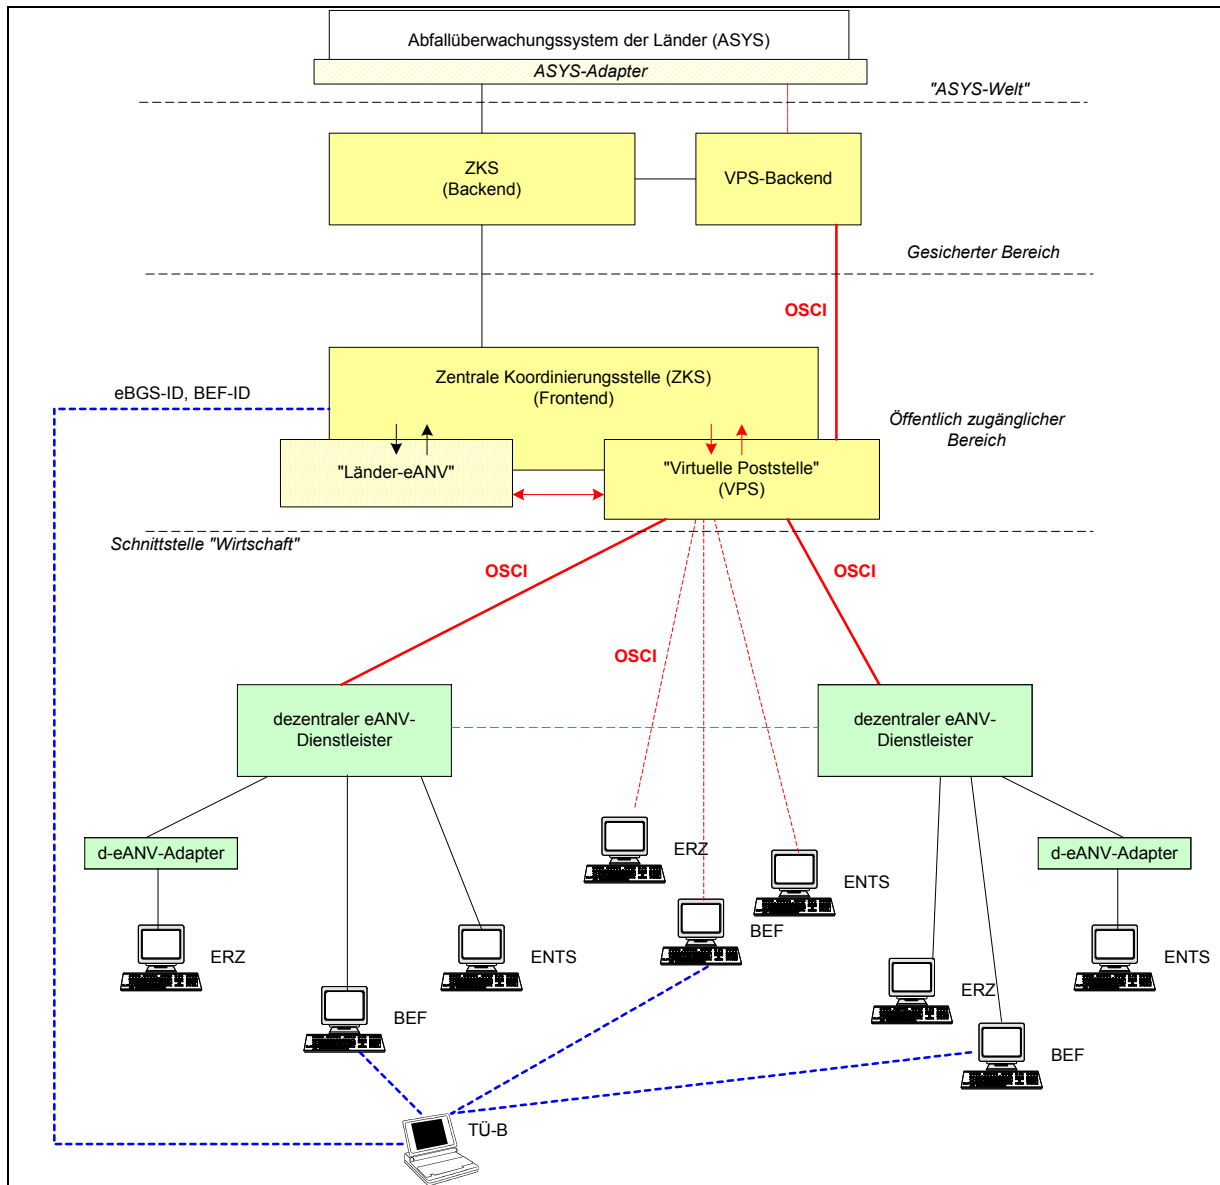 Abfallüberwachungssystem der Länder (ASYS)
ASYS-Adapter
"ASYS-Welt"
ZKS
(Backend)
VPS-Backend
Gesicherter Bereich
OSCI
Zentrale Koordinierungsstelle (ZKS)
(Frontend)
eBGS-ID, BEF-ID
Öffentlich zugänglicher
Bereich
"Länder-eANV"
"Virtuelle Poststelle"
(VPS)
Schnittstelle "Wirtschaft"
OSCI
OSCI
OSCI
dezentraler eANV-
Dienstleister
dezentraler eANV-
Dienstleister
d-eANV-Adapter
ERZ
d-eANV-Adapter
ENTS
BEF
ERZ
ENTS
ENTS
ERZ
BEF
BEF
TÜ-B